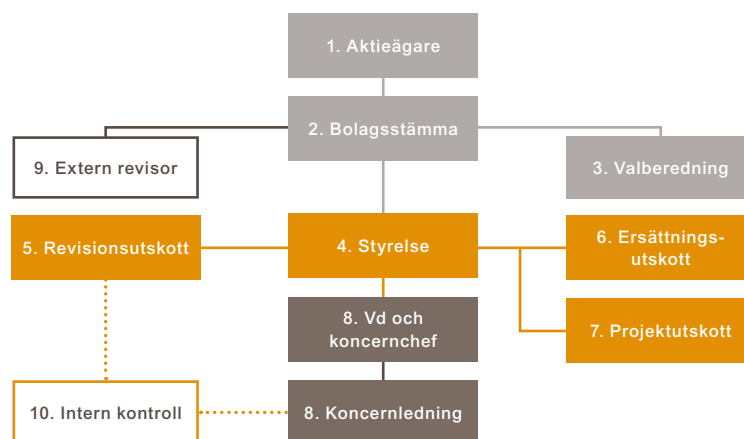 1. Aktieägare
2. Bolagsstämma
9. Extern revisor
3. Valberedning
5. Revisionsutskott
4. Styrelse
6. Ersättnings-
utskott
8. Vd och
koncernchef
7. Projektutskott
10. Intern kontroll
8. Koncernledning